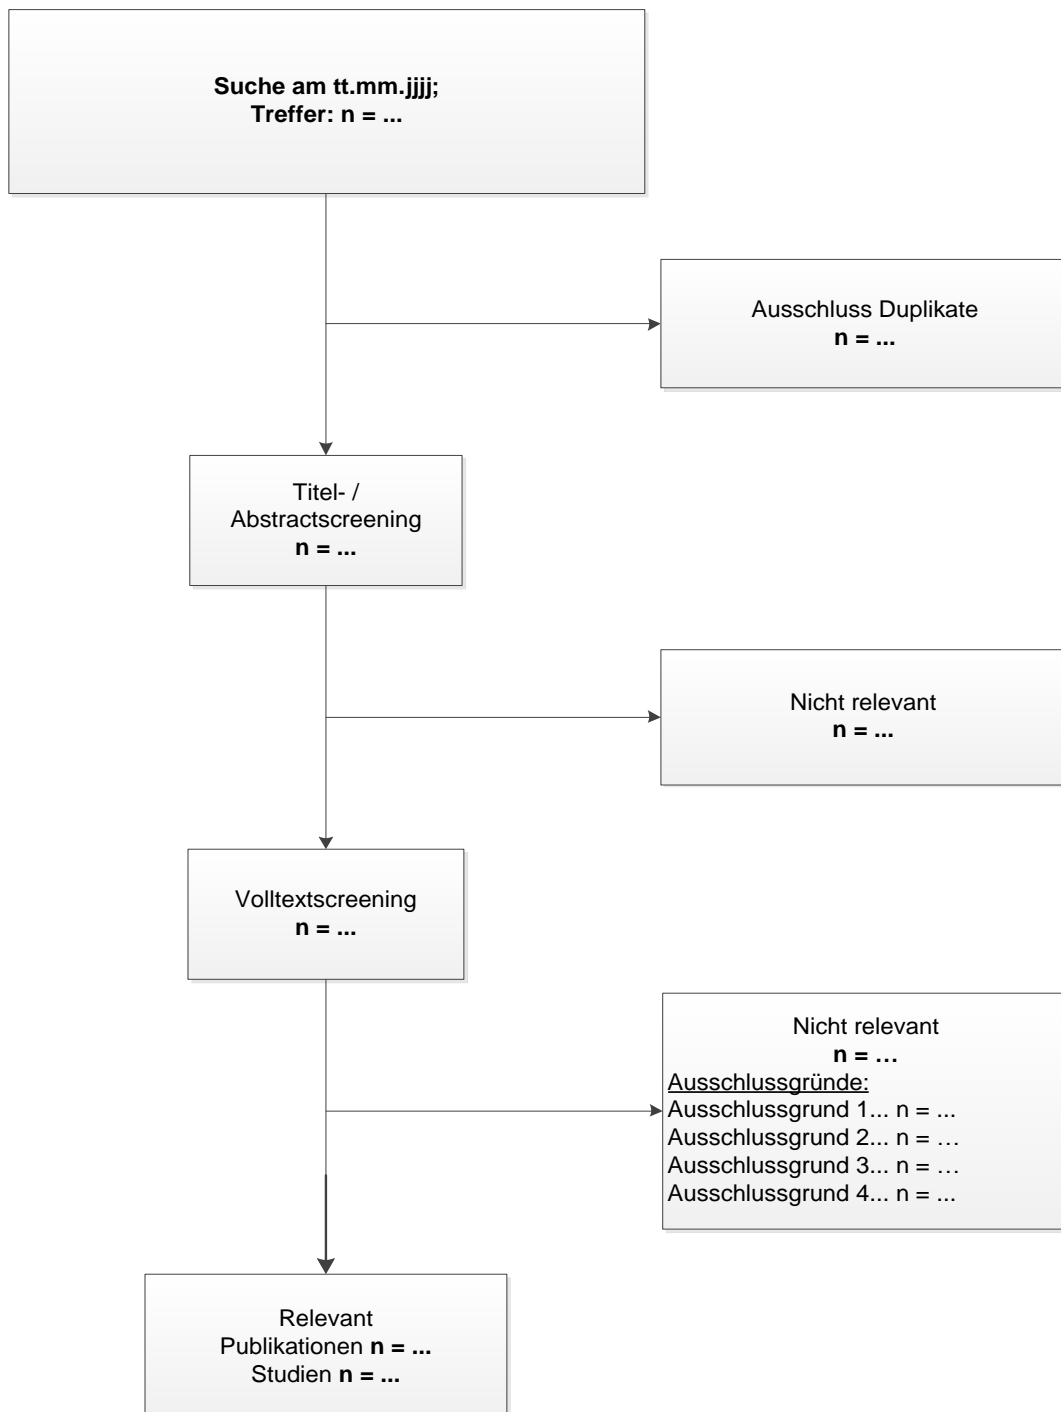 Suche am tt.mm.jjjj;
Treffer: n = ...
Ausschluss Duplikate
n = ...
Titel- /
Abstractscreening
n = ...
Nicht relevant
n = ...
Volltextscreening
n = ...
Nicht relevant
n = …
Ausschlussgründe:
Ausschlussgrund 1... n = ...
Ausschlussgrund 2... n = …
Ausschlussgrund 3... n = …
Ausschlussgrund 4... n = ...
Relevant
Publikationen n = ...
Studien n = ...